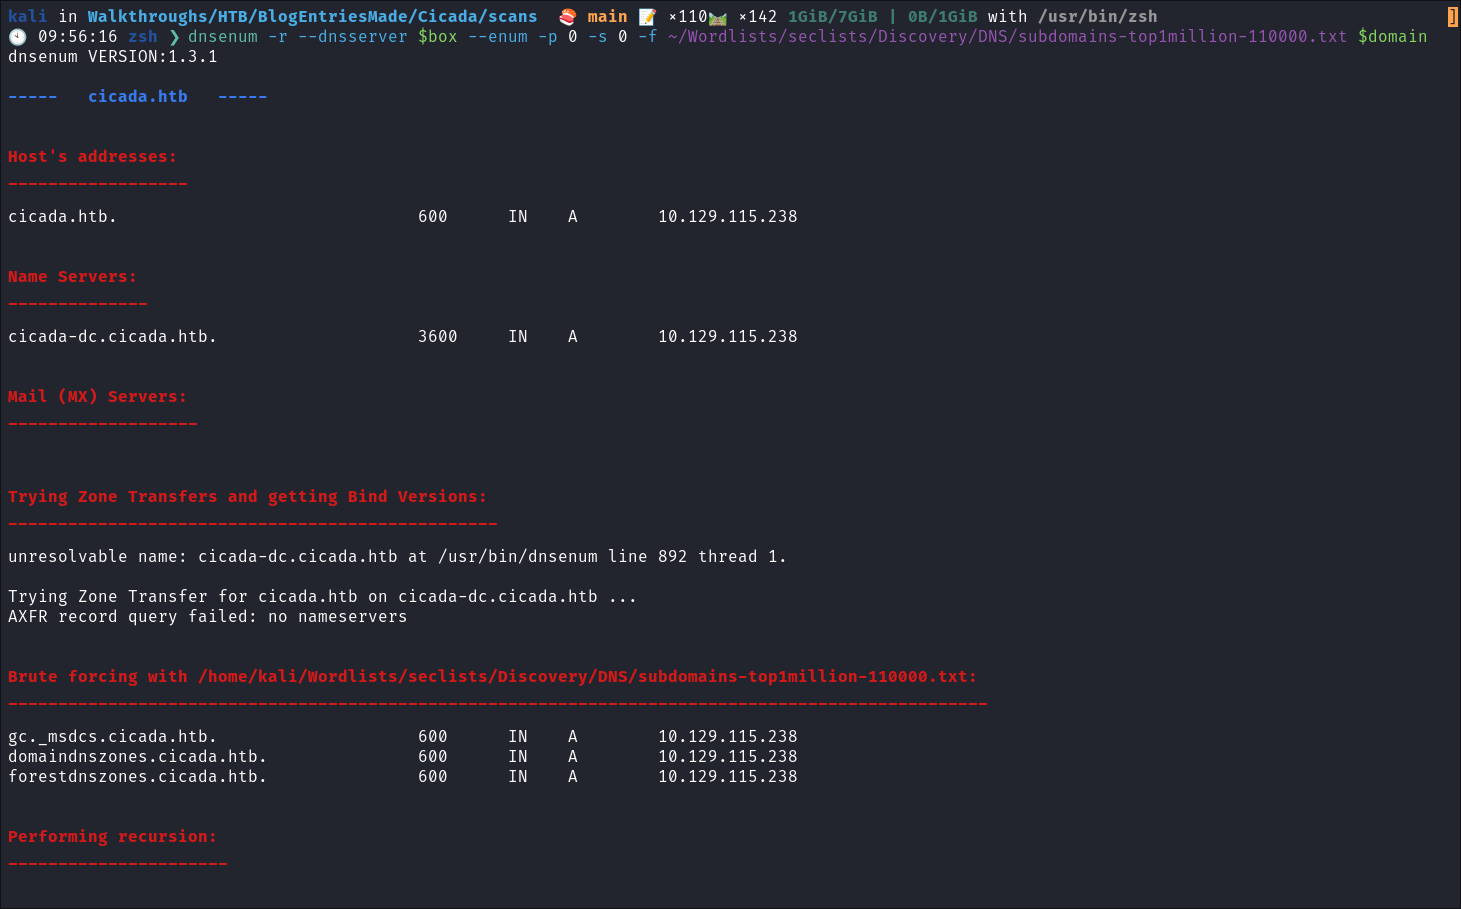 kali in Walkthroughs/HTB/BlogEntriesMade/Cicada/scans 🍣 main 📝 ×110🛤️ ×142 1GiB/7GiB | 0B/1GiB with /usr/bin/zsh ]
🕙 09:56:16 zsh ❯ dnsenum -r --dnsserver $box --enum -p 0 -s 0 -f ~/Wordlists/seclists/Discovery/DNS/subdomains-top1million-110000.txt $domain
dnsenum VERSION:1.3.1
-----   cicada.htb   -----
Host's addresses:
------------------
cicada.htb.                              600      IN    A        10.129.115.238
Name Servers:
--------------
cicada-dc.cicada.htb.                    3600     IN    A        10.129.115.238
Mail (MX) Servers:
-------------------
Trying Zone Transfers and getting Bind Versions:
-------------------------------------------------
unresolvable name: cicada-dc.cicada.htb at /usr/bin/dnsenum line 892 thread 1.
Trying Zone Transfer for cicada.htb on cicada-dc.cicada.htb ...
AXFR record query failed: no nameservers
Brute forcing with /home/kali/Wordlists/seclists/Discovery/DNS/subdomains-top1million-110000.txt:
--------------------------------------------------------------------------------------------------
gc._msdcs.cicada.htb.                    600      IN    A        10.129.115.238
domaindnszones.cicada.htb.               600      IN    A        10.129.115.238
forestdnszones.cicada.htb.               600      IN    A        10.129.115.238
Performing recursion:
----------------------